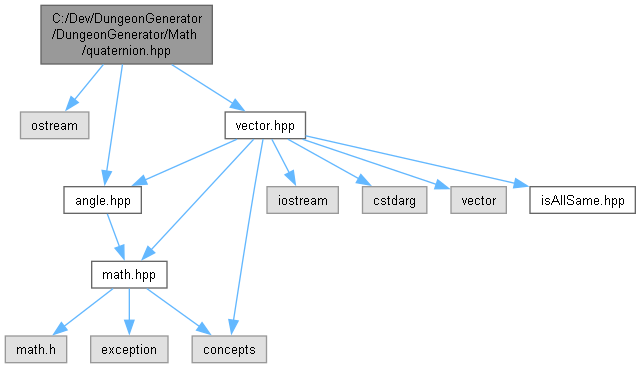 C:/Dev/DungeonGenerator
/DungeonGenerator/Math
/quaternion.hpp
ostream
vector.hpp
angle.hpp
iostream
cstdarg
vector
isAllSame.hpp
math.hpp
math.h
exception
concepts